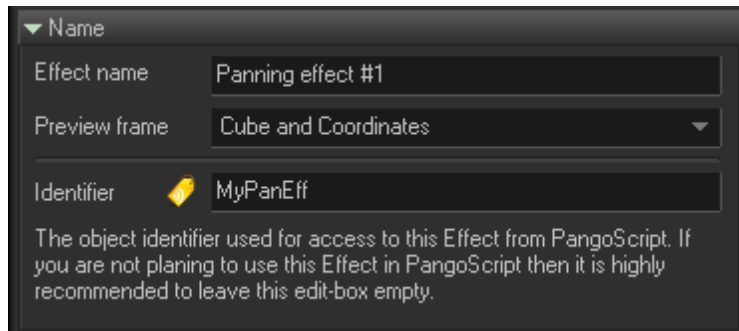 Name
Effect name Panning effect #1
Preview frame Cube and Coordinates
Identifier MyPanEff
The object identifier used for access to this Effect from PangoScript. If
you are not planing to use this Effect in PangoScript then it is highly
recommended to leave this edit-box empty.